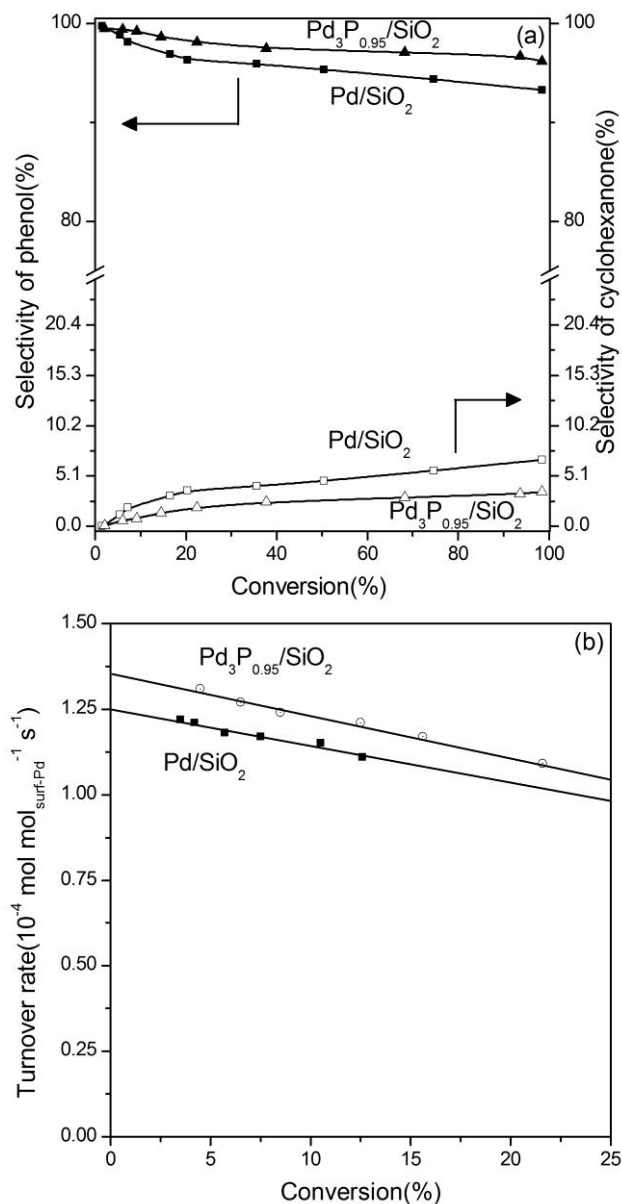 (a)
Pd3P0.95/SiO2
Pd/SiO2
Selectivity of phenol(%)
100
80
20.4
15.3
10.2
5.1
0.0
Pd/SiO2
Pd3P0.95/SiO2
100
80
20.4
15.3
10.2
5.1
0.0
Selectivity of cyclohexanone(%)
0 20 40 60 80 100
Conversion(%)
(b)
Pd3P0.95/SiO2
Pd/SiO2
Turnover rate(10-4 mol molsurf-Pd-1 s-1)
1.50
1.25
1.00
0.75
0.50
0.25
0.00
0 5 10 15 20 25
Conversion(%)